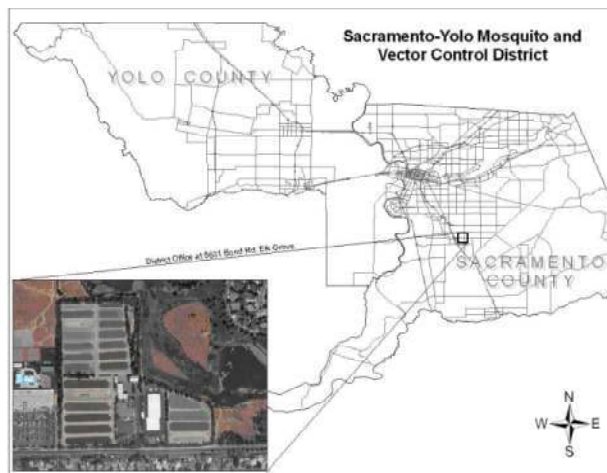 Sacramento-Yolo Mosquito and
Vector Control District
YOLO COUNTY
District Office at 8631 Bond Rd. Elk Grove
SACRAMENTO
COUNTY
N
W E
S